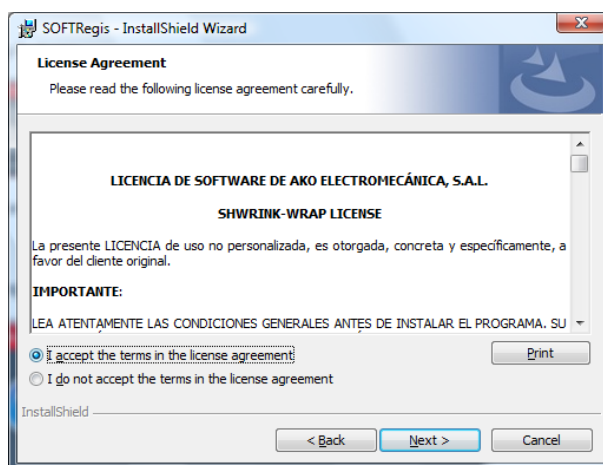 SOFTRegis - InstallShield Wizard
License Agreement
Please read the following license agreement carefully.
LICENCIA DE SOFTWARE DE AKO ELECTROMECÁNICA, S.A.L.
SHWRINK-WRAP LICENSE
La presente LICENCIA de uso no personalizada, es otorgada, concreta y específicamente, a
favor del cliente original.
IMPORTANTE:
LEA ATENTAMENTE LAS CONDICIONES GENERALES ANTES DE INSTALAR EL PROGRAMA. SU
I accept the terms in the license agreement
Print
I do not accept the terms in the license agreement
InstallShield
< Back
Next >
Cancel